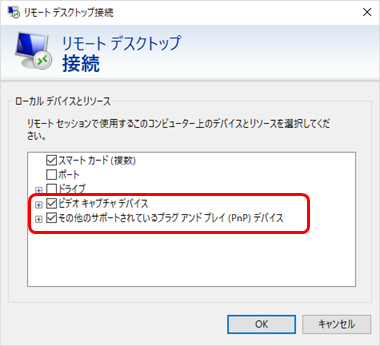 リモート デスクトップ接続
リモート デスクトップ
接続
ローカル デバイスとリソース
リモート セッションで使用するこのコンピューター上のデバイスとリソースを選択してくだ
さい。
スマート カード (複数)
ポート
ドライブ
ビデオ キャプチャ デバイス
その他のサポートされているプラグ アンド プレイ (PnP) デバイス
OK
キャンセル